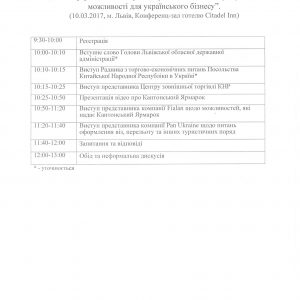 можливості для українського бізнесу”.
(10.03.2017, м. Львів, Конференц-зал готелю Citadel Inn)
9:30-10:00 Реєстрація
10:00-10:10 Вступне слово Голови Львівської обласної державної
адміністрації*
10:10-10:15 Виступ Радника з торгово-економічних питань Посольства
Китайської Народної Республіки в Україні*
10:15-10:25 Виступ представника Центру зовнішньої торгівлі КНР
10:25-10:50 Презентація відео про Кантонський Ярмарок
10:50-11:20 Виступ представника компанії Fjalan щодо можливостей, які
надає Кантонський Ярмарок
11:20-11:40 Виступ представника компанії Pan Ukraine щодо питань
оформлення віз, перельоту та інших туристичних порад
11:40-12:00 Запитання та відповіді
12:00-13:00 Обід та неформальна дискусія
* - уточнюється